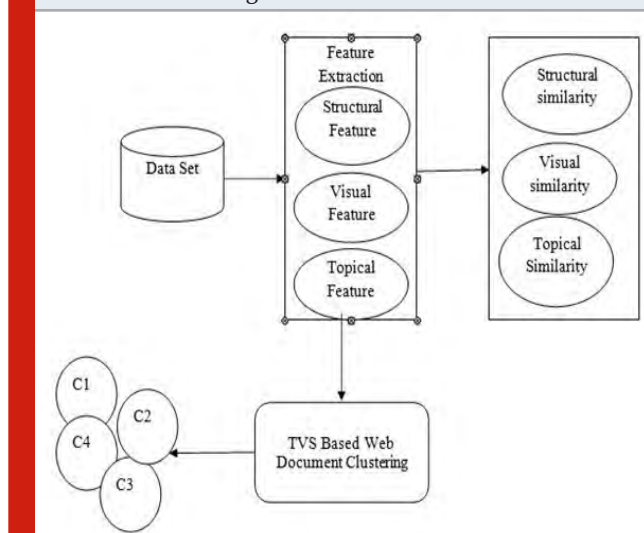 Feature
Extraction
Structural
Feature
Visual
Feature
Topical
Feature
Structural
similarity
Visual
similarity
Topical
Similarity
Data Set
TVS Based Web
Document Clustering
C1
C2
C4
C3